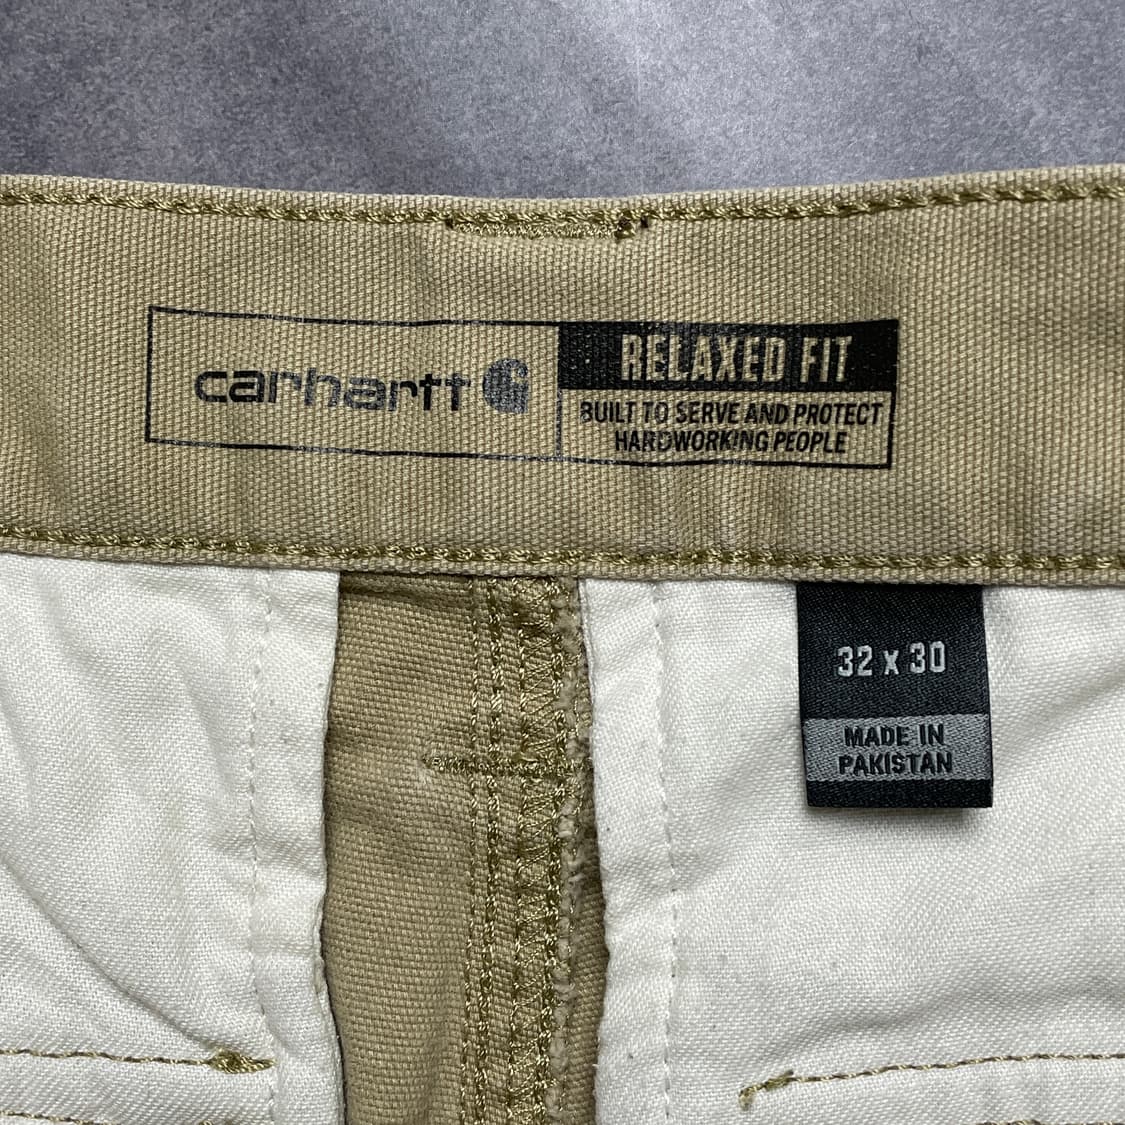 carhartt
RELAXED FIT
BUILT TO SERVE AND PROTECT
HARDWORKING PEOPLE
32 x 30
MADE IN
PAKISTAN